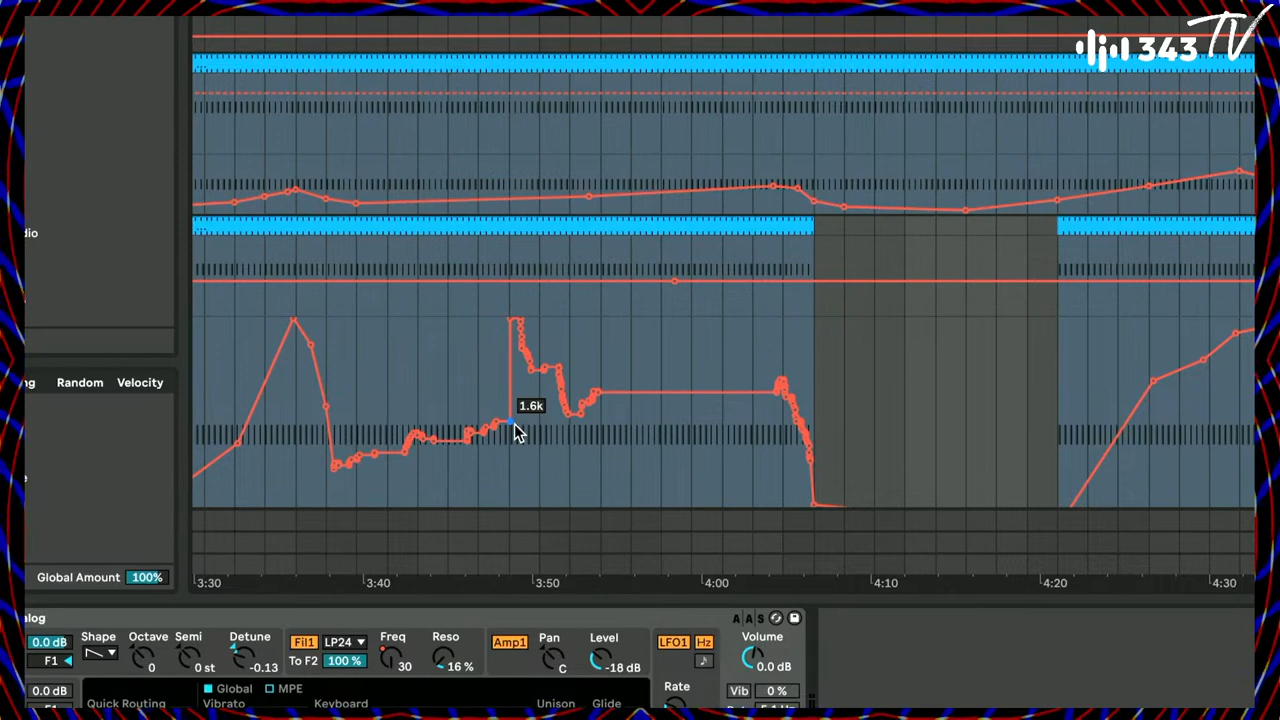 343 TV
dio
1.6k
ng Random Velocity
e
Global Amount 100%
3:30 3:40 3:50 4:00 4:10 4:20 4:30
alog
A A S
0.0 dB Shape Octave Semi Detune Fil1 LP24 Freq Reso Amp1 Pan Level LFO1 Hz Volume
F1 0 0 st -0.13 To F2 100 % 30 16 % C -18 dB 0.0 dB
0.0 dB Global MPE Rate Vib 0 %
Quick Routing Vibrato Keyboard Unison Glide